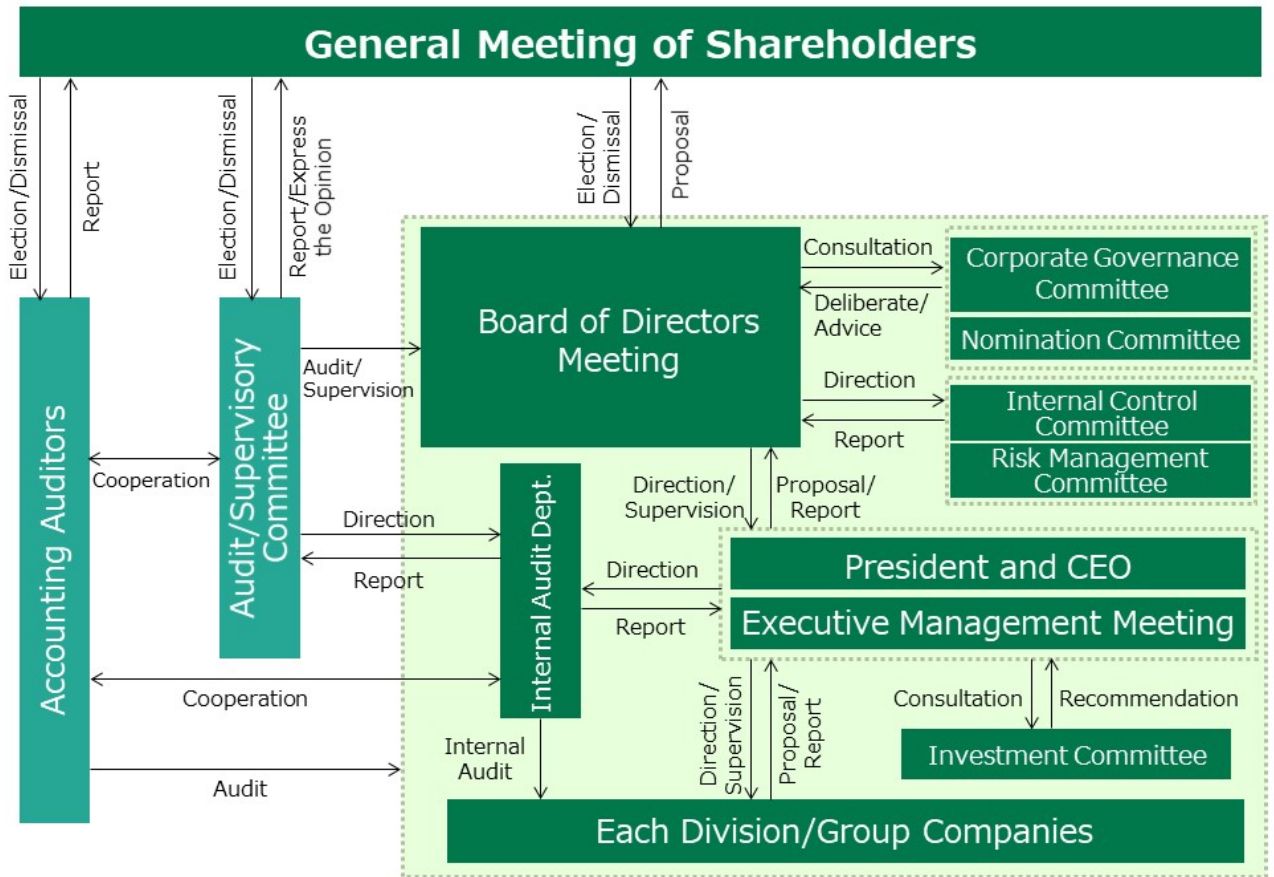 General Meeting of Shareholders
Election/Dismissal
Report
Election/Dismissal
Report/Express
the Opinion
Election/
Dismissal
Proposal
Board of Directors
Meeting
Consultation
Deliberate/
Advice
Corporate Governance
Committee
Nomination Committee
Direction
Report
Internal Control
Committee
Risk Management
Committee
Accounting Auditors
Audit/Supervisory
Committee
Audit/
Supervision
Cooperation
Direction
Report
Internal Audit Dept.
Direction/
Supervision
Proposal/
Report
Direction
Report
President and CEO
Executive Management Meeting
Cooperation
Internal
Audit
Direction/
Supervision
Proposal/
Report
Consultation
Recommendation
Investment Committee
Audit
Each Division/Group Companies